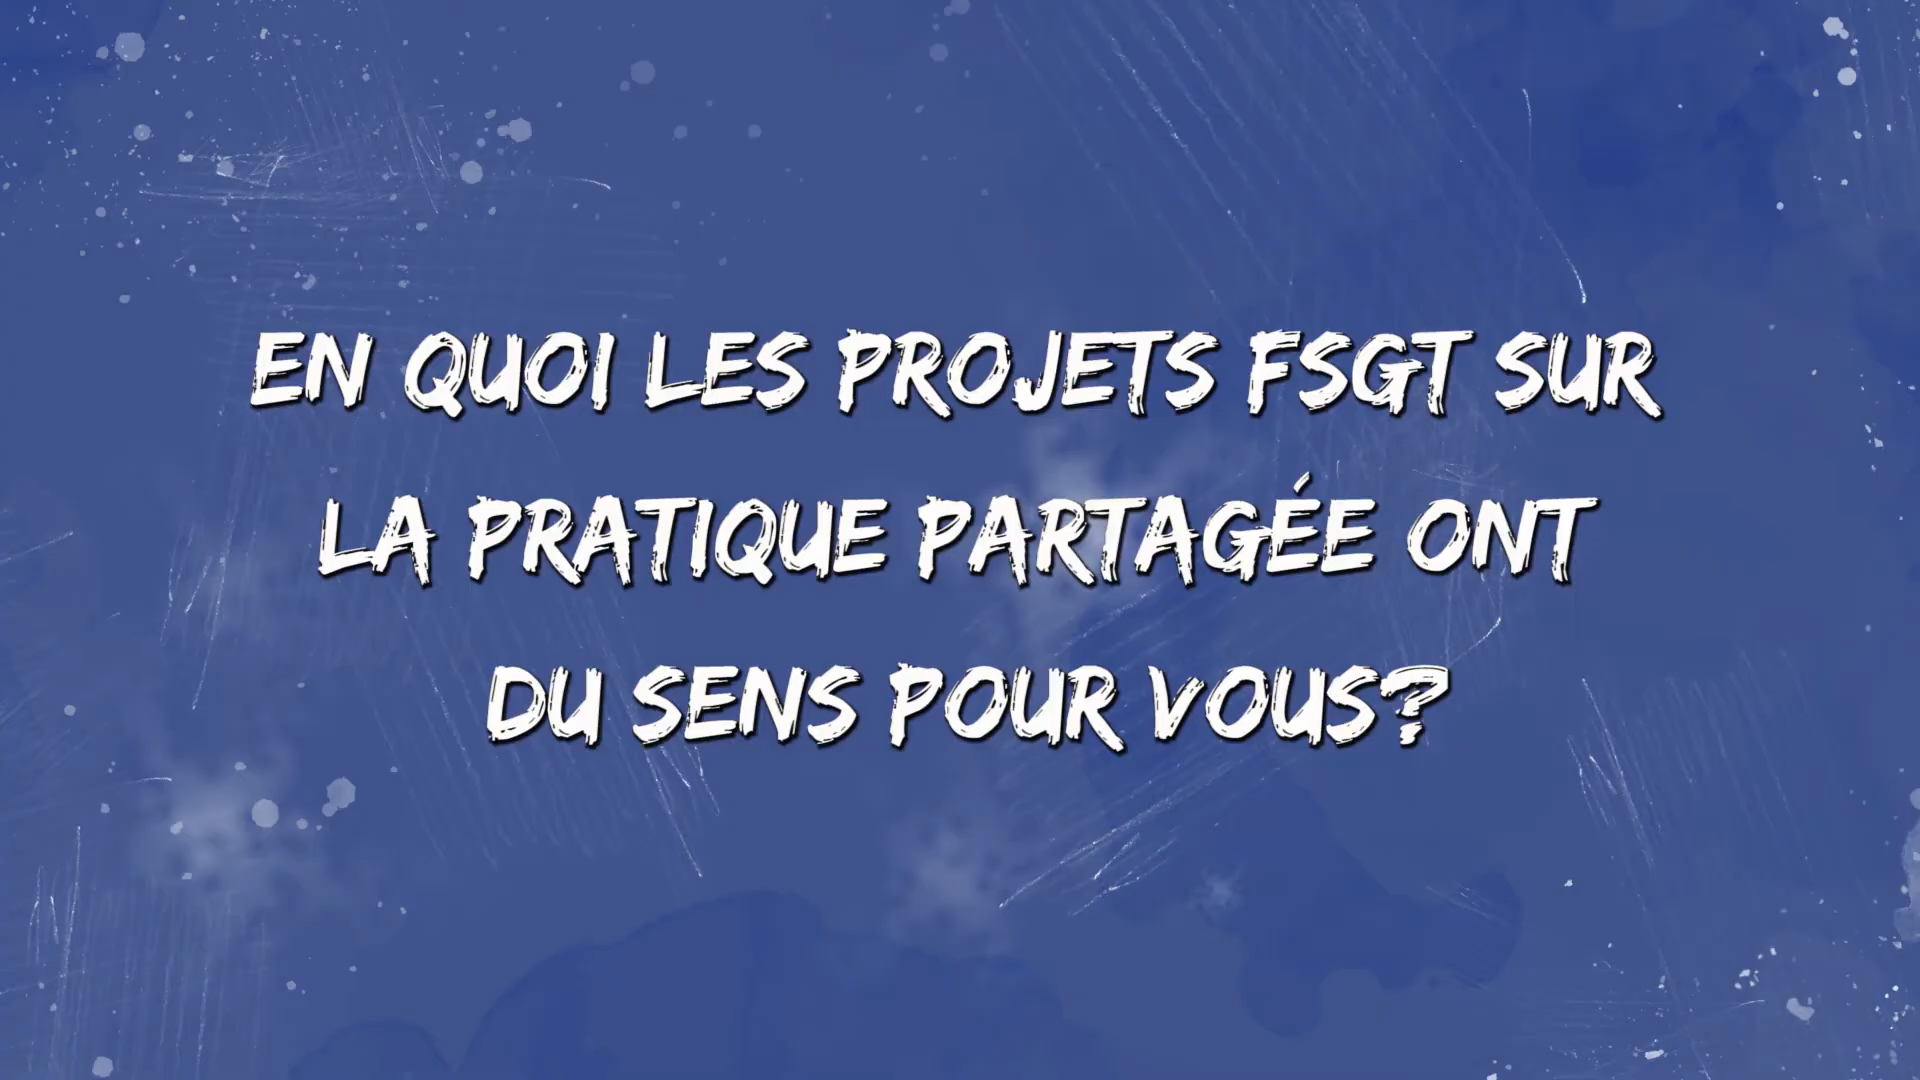 EN QUOI LES PROJETS FSGT SUR
LA PRATIQUE PARTAGÉE ONT
DU SENS POUR VOUS?